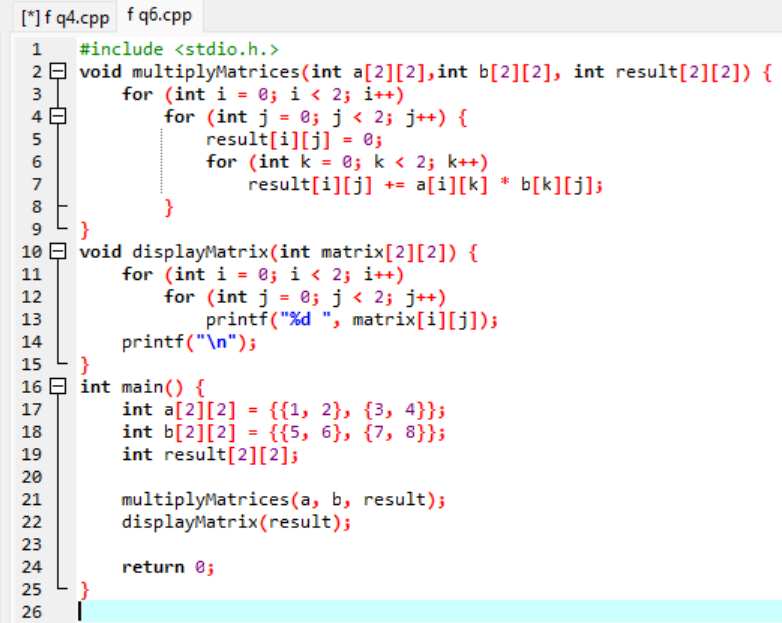 [*] f q4.cpp f q6.cpp
1 #include <stdio.h.>
2 void multiplyMatrices(int a[2][2],int b[2][2], int result[2][2]) {
3     for (int i = 0; i < 2; i++)
4         for (int j = 0; j < 2; j++) {
5             result[i][j] = 0;
6             for (int k = 0; k < 2; k++)
7                 result[i][j] += a[i][k] * b[k][j];
8         }
9 }
10 void displayMatrix(int matrix[2][2]) {
11     for (int i = 0; i < 2; i++)
12         for (int j = 0; j < 2; j++)
13             printf("%d ", matrix[i][j]);
14     printf("\n");
15 }
16 int main() {
17     int a[2][2] = {{1, 2}, {3, 4}};
18     int b[2][2] = {{5, 6}, {7, 8}};
19     int result[2][2];
20
21     multiplyMatrices(a, b, result);
22     displayMatrix(result);
23
24     return 0;
25 }
26